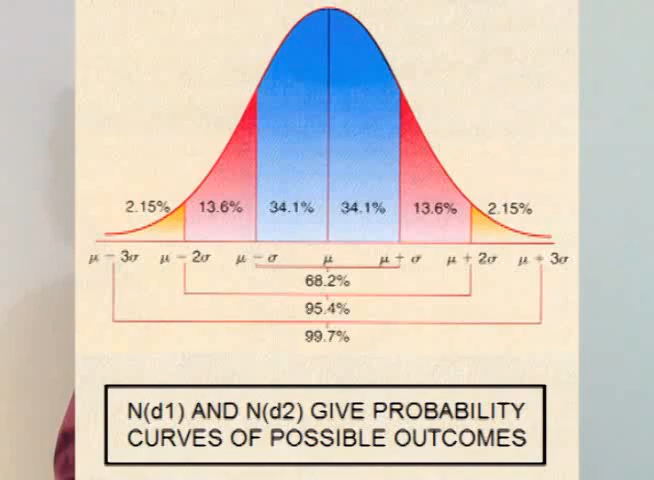 2.15% 13.6% 34.1% 34.1% 13.6% 2.15%
μ − 3σ μ − 2σ μ − σ μ μ + σ μ + 2σ μ + 3σ
68.2%
95.4%
99.7%
N(d1) AND N(d2) GIVE PROBABILITY
CURVES OF POSSIBLE OUTCOMES